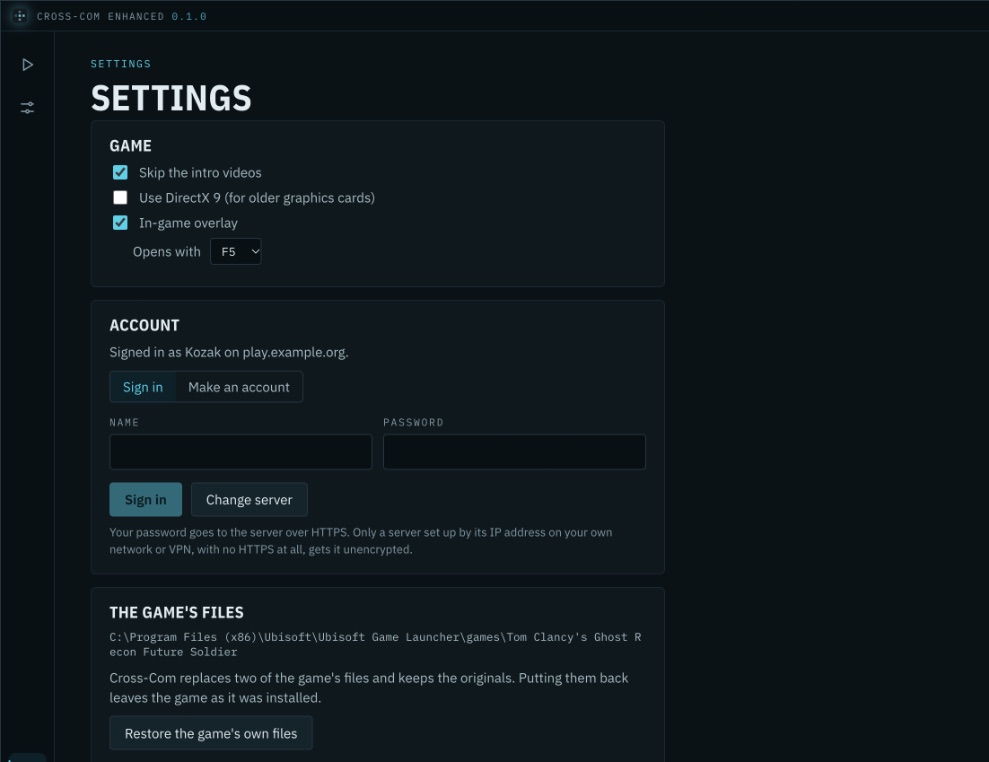 CROSS-COM ENHANCED 0.1.0
SETTINGS
SETTINGS
GAME
Skip the intro videos
Use DirectX 9 (for older graphics cards)
In-game overlay
Opens with F5
ACCOUNT
Signed in as Kozak on play.example.org.
Sign in Make an account
NAME PASSWORD
Sign in Change server
Your password goes to the server over HTTPS. Only a server set up by its IP address on your own
network or VPN, with no HTTPS at all, gets it unencrypted.
THE GAME'S FILES
C:\Program Files (x86)\Ubisoft\Ubisoft Game Launcher\games\Tom Clancy's Ghost R
econ Future Soldier
Cross-Com replaces two of the game's files and keeps the originals. Putting them back
leaves the game as it was installed.
Restore the game's own files